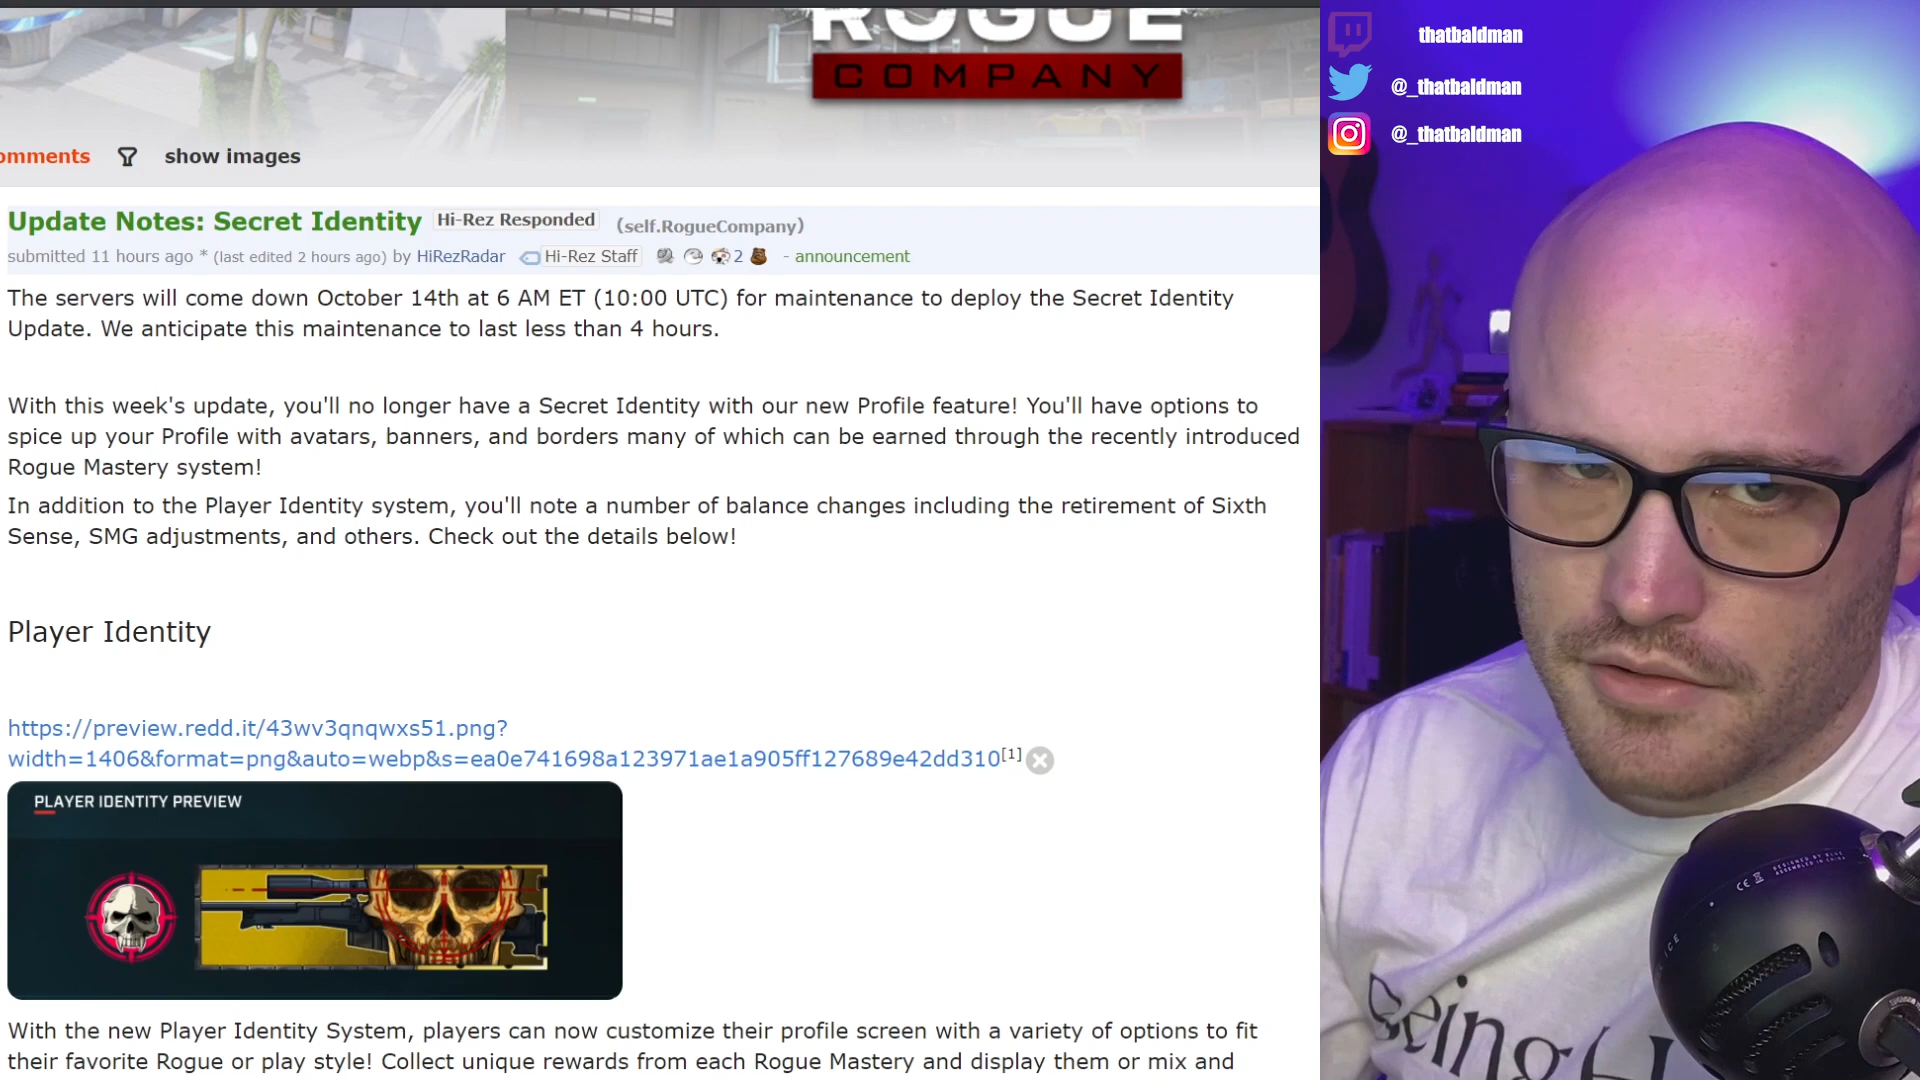 ROGUE
COMPANY
omments show images
Update Notes: Secret Identity Hi-Rez Responded (self.RogueCompany)
submitted 11 hours ago * (last edited 2 hours ago) by HiRezRadar Hi-Rez Staff 2 - announcement
The servers will come down October 14th at 6 AM ET (10:00 UTC) for maintenance to deploy the Secret Identity
Update. We anticipate this maintenance to last less than 4 hours.
With this week's update, you'll no longer have a Secret Identity with our new Profile feature! You'll have options to
spice up your Profile with avatars, banners, and borders many of which can be earned through the recently introduced
Rogue Mastery system!
In addition to the Player Identity system, you'll note a number of balance changes including the retirement of Sixth
Sense, SMG adjustments, and others. Check out the details below!
Player Identity
https://preview.redd.it/43wv3qnqwxs51.png?
width=1406&format=png&auto=webp&s=ea0e741698a123971ae1a905ff127689e42dd310[1]
PLAYER IDENTITY PREVIEW
With the new Player Identity System, players can now customize their profile screen with a variety of options to fit
their favorite Rogue or play style! Collect unique rewards from each Rogue Mastery and display them or mix and
thatbaldman
@_thatbaldman
@_thatbaldman
CE
DESIGNED BY BLUE
ASSEMBLED IN CHINA
ICE
Being H